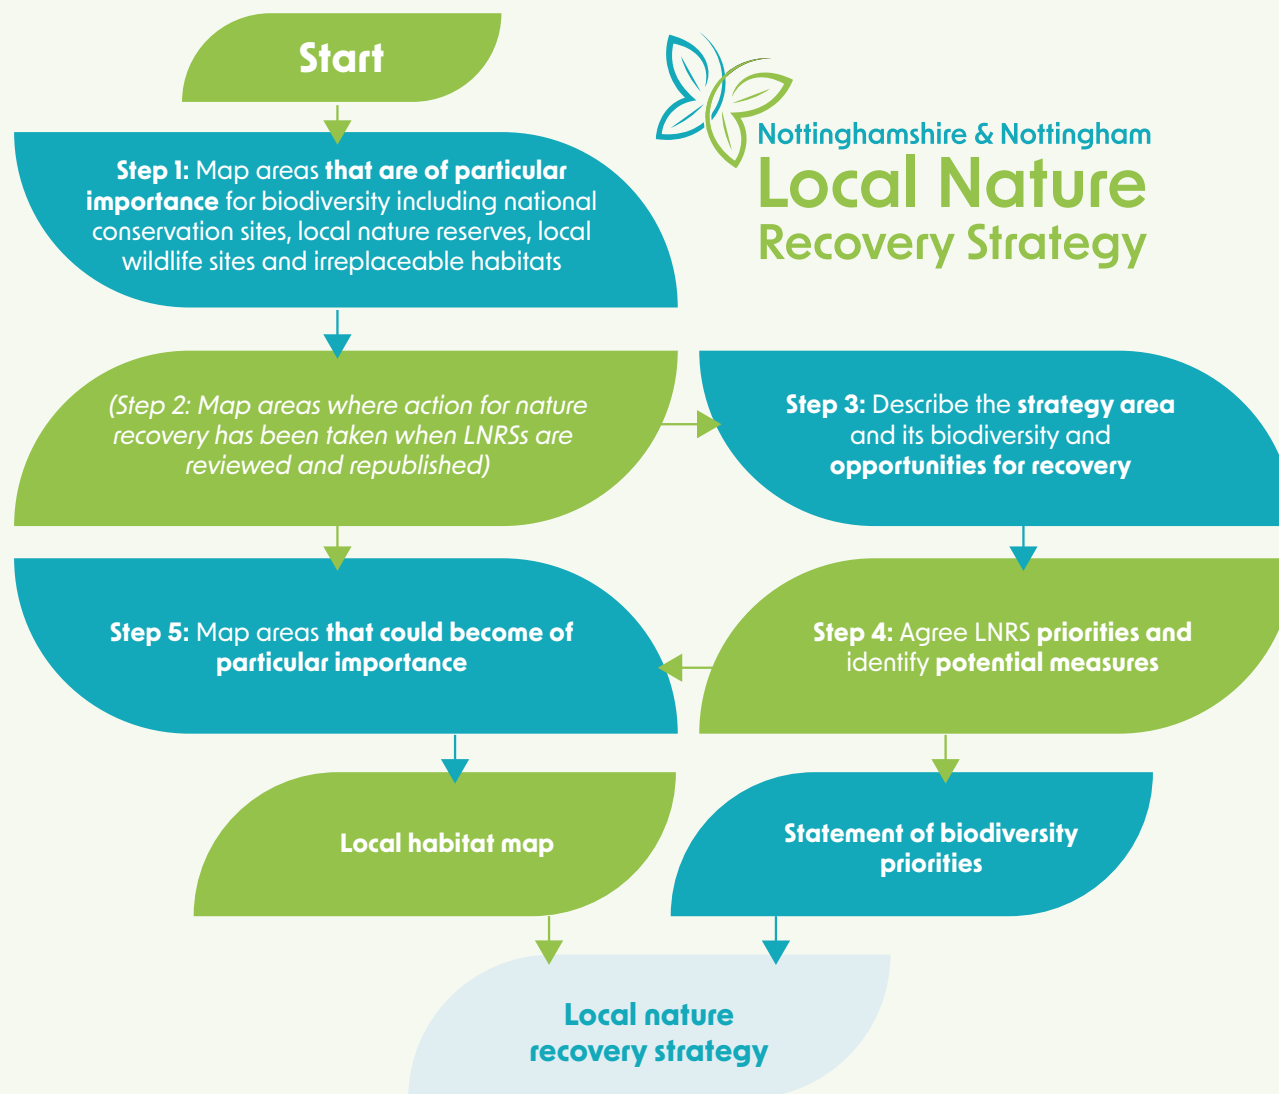 Start
Nottinghamshire & Nottingham
Local Nature
Recovery Strategy
Step 1: Map areas that are of particular
importance for biodiversity including national
conservation sites, local nature reserves, local
wildlife sites and irreplaceable habitats
(Step 2: Map areas where action for nature
recovery has been taken when LNRSs are
reviewed and republished)
Step 3: Describe the strategy area
and its biodiversity and
opportunities for recovery
Step 4: Agree LNRS priorities and
identify potential measures
Step 5: Map areas that could become of
particular importance
Local habitat map
Statement of biodiversity
priorities
Local nature
recovery strategy